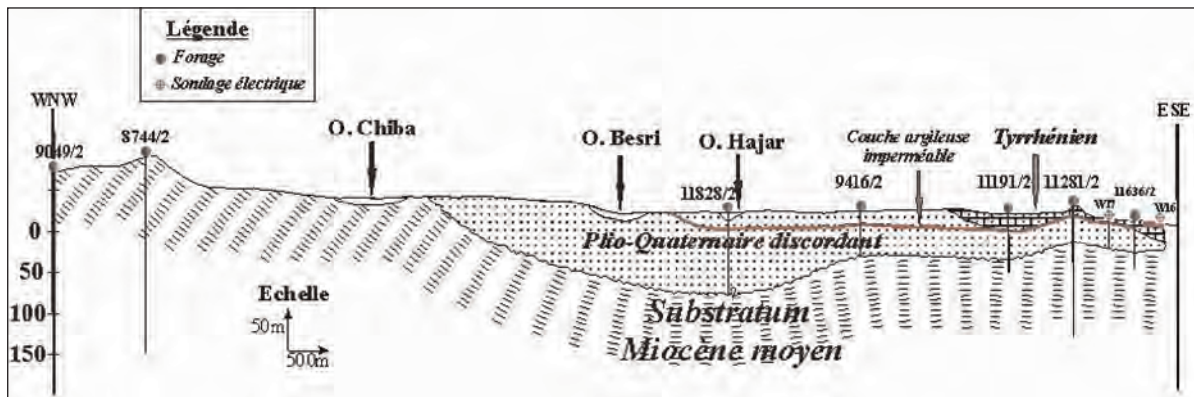 Légende
Forage
Sondage électrique
WNW
ESE
9049/2
8744/2
O. Chiba
O. Besri
O. Hajar
Couche argileuse
imperméable
Tyrrhénien
11828/2
9416/2
11191/2
11281/2
W17
11636/2
W16
0
50
100
150
Plio-Quaternaire discordant
Echelle
50m
500m
Substratum
Miocène moyen